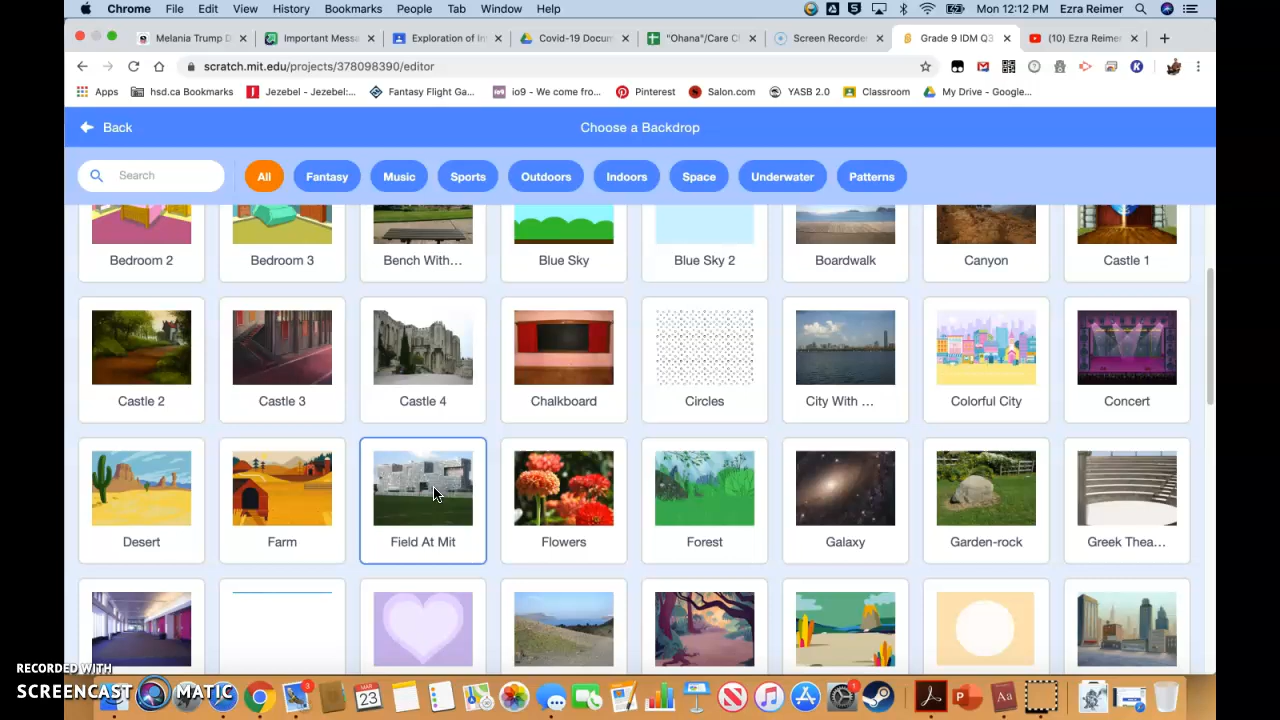 Chrome File Edit View History Bookmarks People Tab Window Help Mon 12:12 PM Ezra Reimer
Melania Trump D Important Messa Exploration of In Covid-19 Docum "Ohana"/Care C Screen Recorde Grade 9 IDM Q3 (10) Ezra Reimer
scratch.mit.edu/projects/378098390/editor
Apps hsd.ca Bookmarks Jezebel - Jezebel:... Fantasy Flight Ga... io9 - We come fro... Pinterest Salon.com YASB 2.0 Classroom My Drive - Google...
Back Choose a Backdrop
Search All Fantasy Music Sports Outdoors Indoors Space Underwater Patterns
Bedroom 2 Bedroom 3 Bench With... Blue Sky Blue Sky 2 Boardwalk Canyon Castle 1
Castle 2 Castle 3 Castle 4 Chalkboard Circles City With ... Colorful City Concert
Desert Farm Field At Mit Flowers Forest Galaxy Garden-rock Greek Thea...
RECORDED WITH
SCREENCAST MATIC
MAR
23
Aa